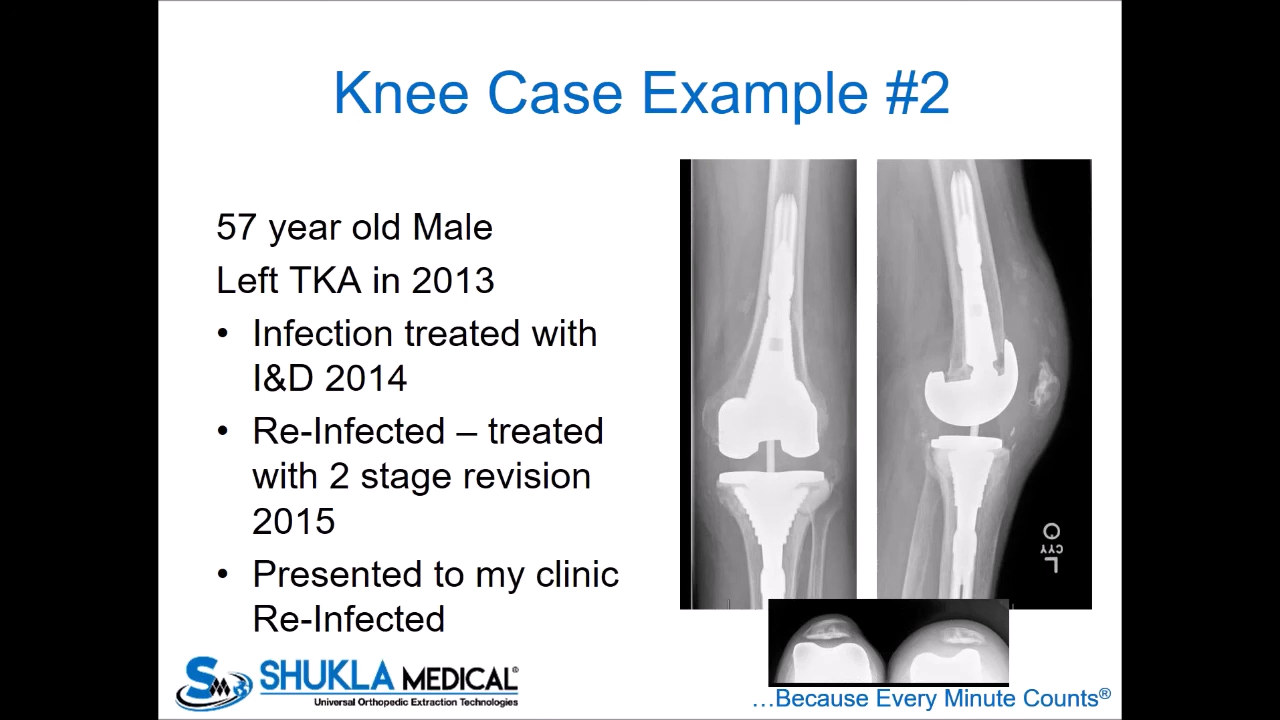 Knee Case Example #2
57 year old Male
Left TKA in 2013
• Infection treated with
I&D 2014
• Re-Infected – treated
with 2 stage revision
2015
• Presented to my clinic
Re-Infected
Q
CYY
L
SM
SHUKLA MEDICAL®
Universal Orthopedic Extraction Technologies
…Because Every Minute Counts®